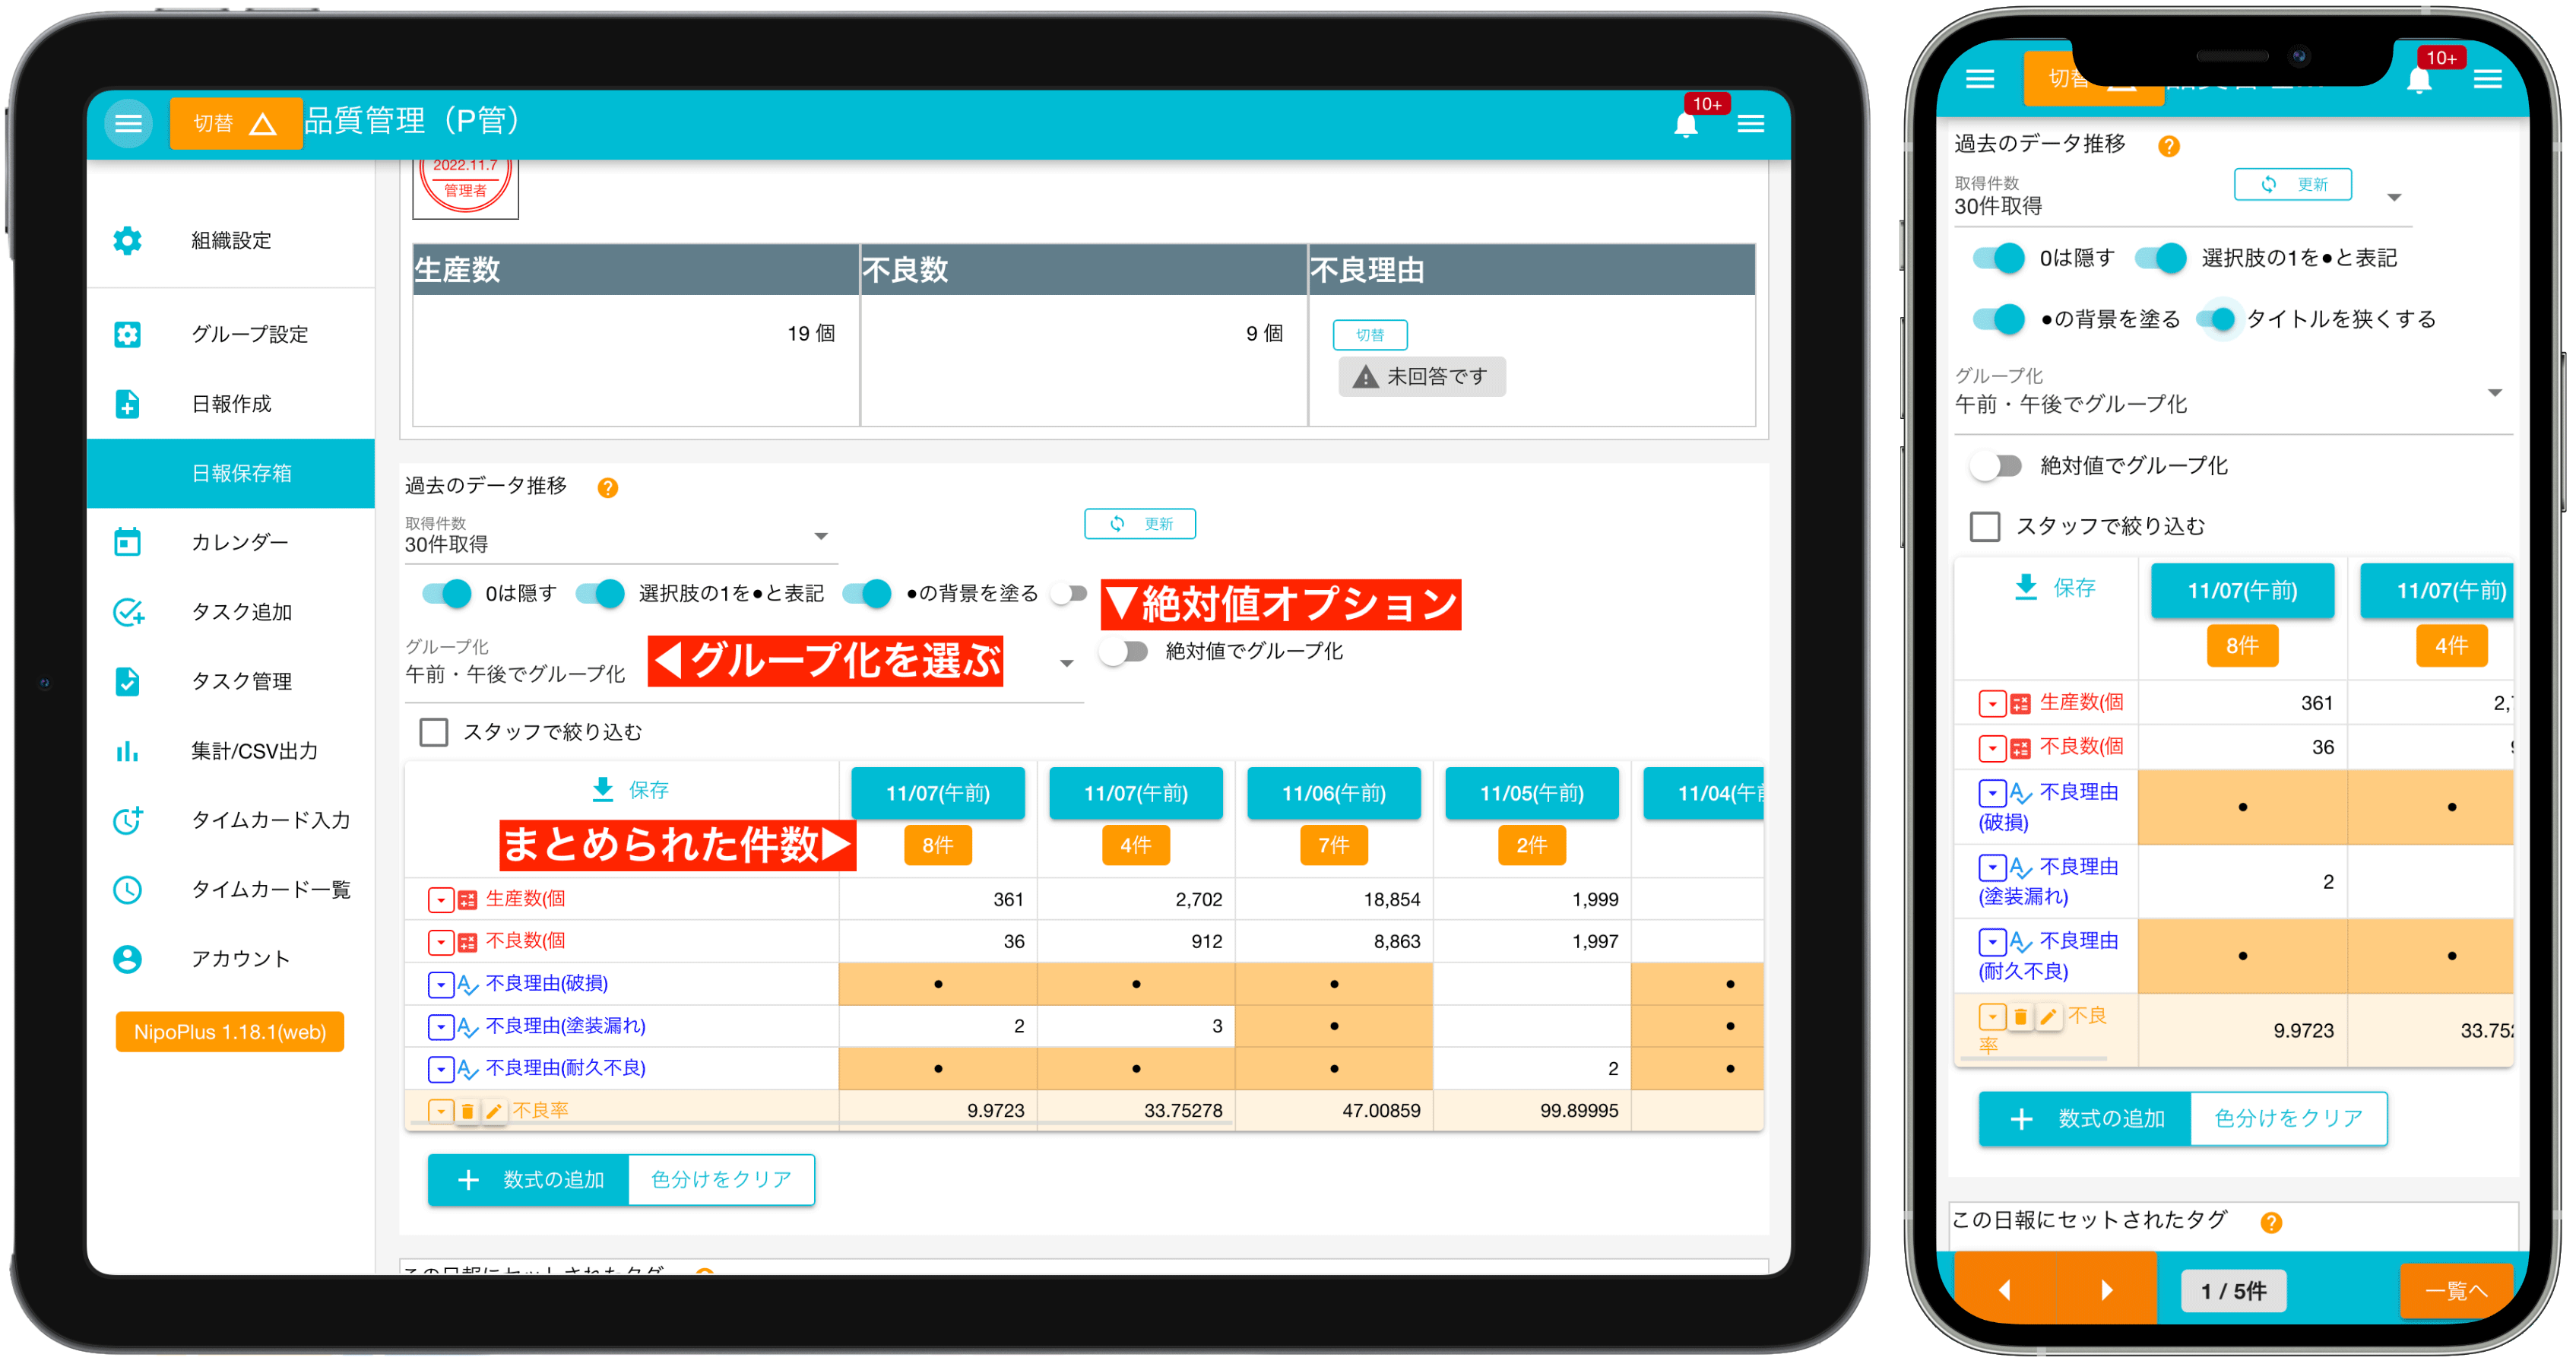 切替
品質管理（P管）
10+
2022.11.7
管理者
組織設定
グループ設定
日報作成
日報保存箱
カレンダー
タスク追加
タスク管理
集計/CSV出力
タイムカード入力
タイムカード一覧
アカウント
NipoPlus 1.18.1(web)
生産数 不良数 不良理由
19 個 9 個 切替
未回答です
過去のデータ推移
取得件数
30件取得
更新
0は隠す 選択肢の1を●と表記 ●の背景を塗る
▼絶対値オプション
グループ化
午前・午後でグループ化
◀グループ化を選ぶ
絶対値でグループ化
スタッフで絞り込む
保存 11/07(午前) 11/07(午前) 11/06(午前) 11/05(午前) 11/04(午前
まとめられた件数▶ 8件 4件 7件 2件
生産数(個 361 2,702 18,854 1,999
不良数(個 36 912 8,863 1,997
不良理由(破損) ● ● ● ●
不良理由(塗装漏れ) 2 3 ● ●
不良理由(耐久不良) ● ● ● 2 ●
不良率 9.9723 33.75278 47.00859 99.89995
＋ 数式の追加 色分けをクリア
切替
10+
過去のデータ推移
取得件数
30件取得
更新
0は隠す 選択肢の1を●と表記
●の背景を塗る タイトルを狭くする
グループ化
午前・午後でグループ化
絶対値でグループ化
スタッフで絞り込む
保存 11/07(午前) 11/07(午前)
8件 4件
生産数(個 361 2,
不良数(個 36
不良理由
(破損) ● ●
不良理由
(塗装漏れ) 2
不良理由
(耐久不良) ● ●
不良
率 9.9723 33.75
＋ 数式の追加 色分けをクリア
この日報にセットされたタグ
1 / 5件
一覧へ